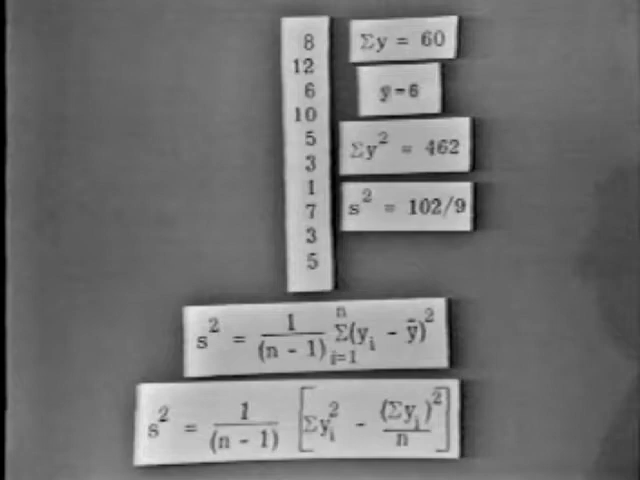 8
12
6
10
5
3
1
7
3
5
Σy = 60
y = 6
Σy² = 462
s² = 102/9
s² = 1/(n - 1) Σ_{i=1}^{n} (y_i - ȳ)²
s² = 1/(n - 1) [Σy_i² - (Σy_i)²/n]